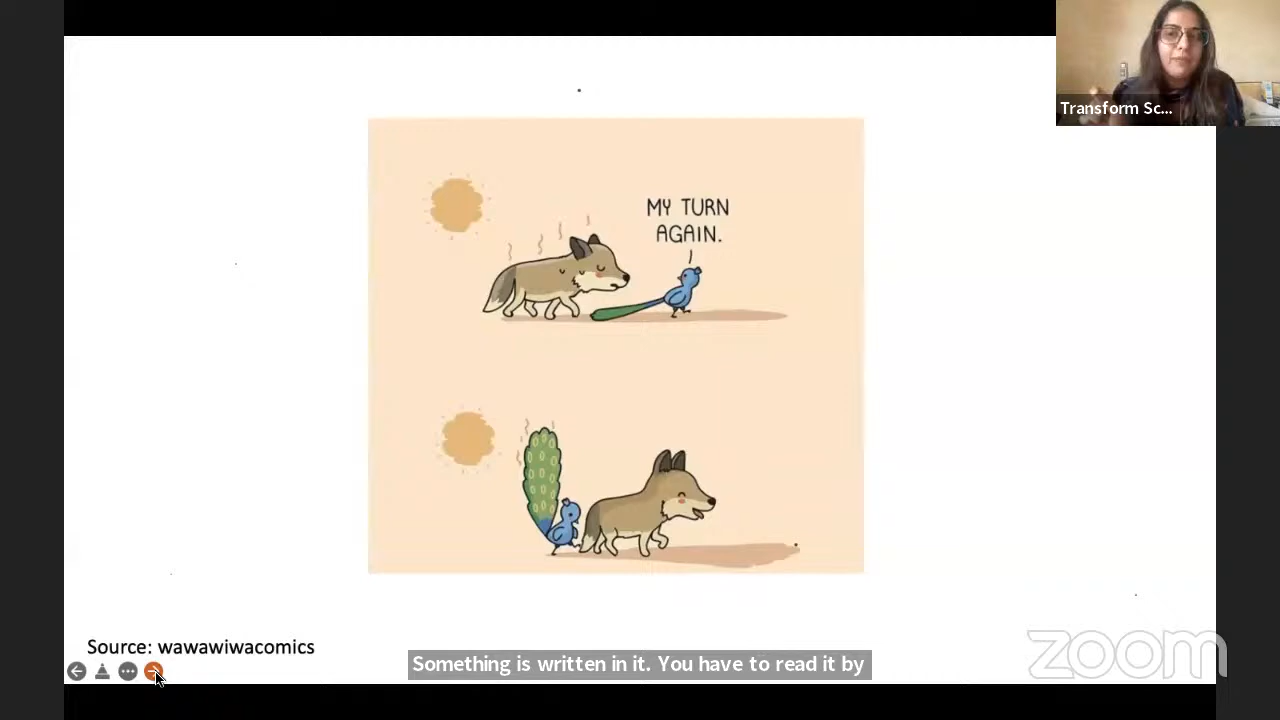 Transform Sc...
MY TURN
AGAIN.
Source: wawawiwacomics
Something is written in it. You have to read it by
zoom